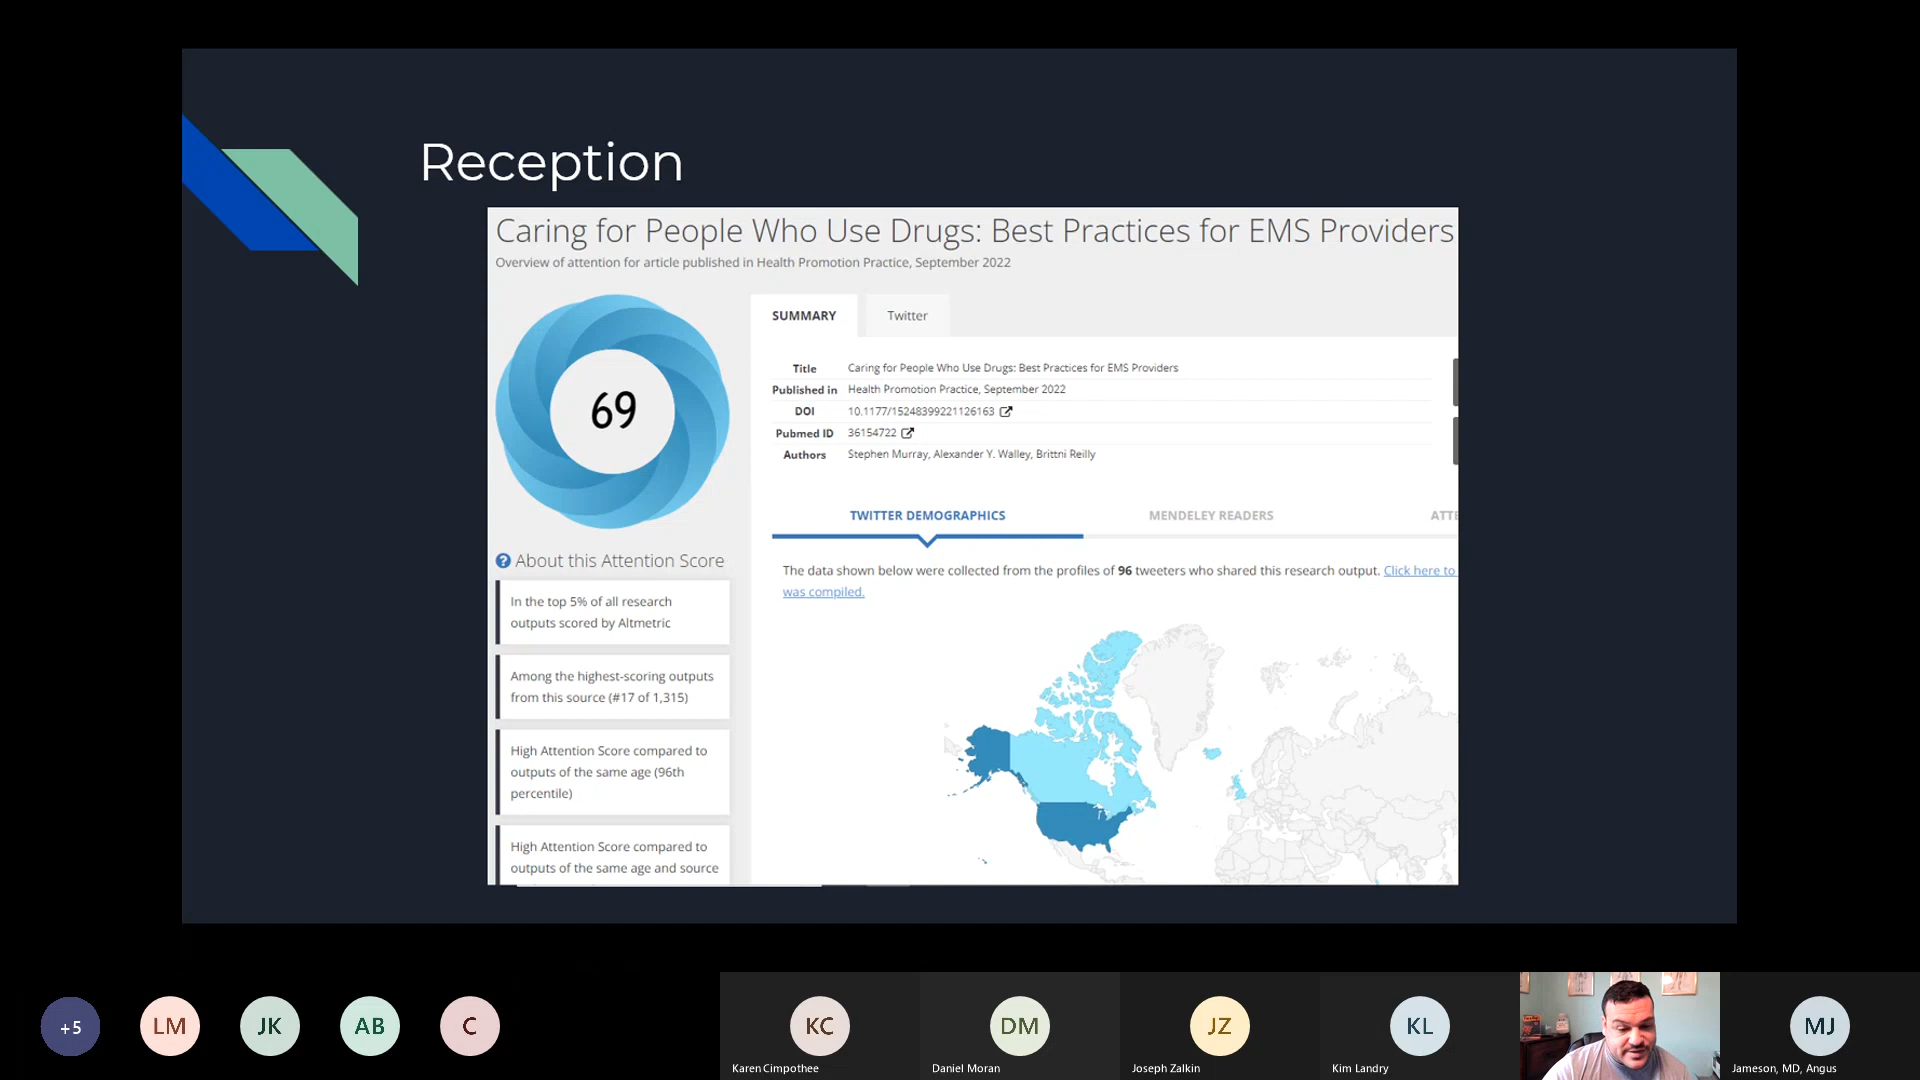 Reception
Caring for People Who Use Drugs: Best Practices for EMS Providers
Overview of attention for article published in Health Promotion Practice, September 2022
69
SUMMARY
Twitter
Title Caring for People Who Use Drugs: Best Practices for EMS Providers
Published in Health Promotion Practice, September 2022
DOI 10.1177/15248399221126163
Pubmed ID 36154722
Authors Stephen Murray, Alexander Y. Walley, Brittni Reilly
TWITTER DEMOGRAPHICS
MENDELEY READERS
ATTE
The data shown below were collected from the profiles of 96 tweeters who shared this research output. Click here to
was compiled.
? About this Attention Score
In the top 5% of all research
outputs scored by Altmetric
Among the highest-scoring outputs
from this source (#17 of 1,315)
High Attention Score compared to
outputs of the same age (96th
percentile)
High Attention Score compared to
outputs of the same age and source
+5
LM
JK
AB
C
KC
Karen Cimpothee
DM
Daniel Moran
JZ
Joseph Zalkin
KL
Kim Landry
MJ
Jameson, MD, Angus